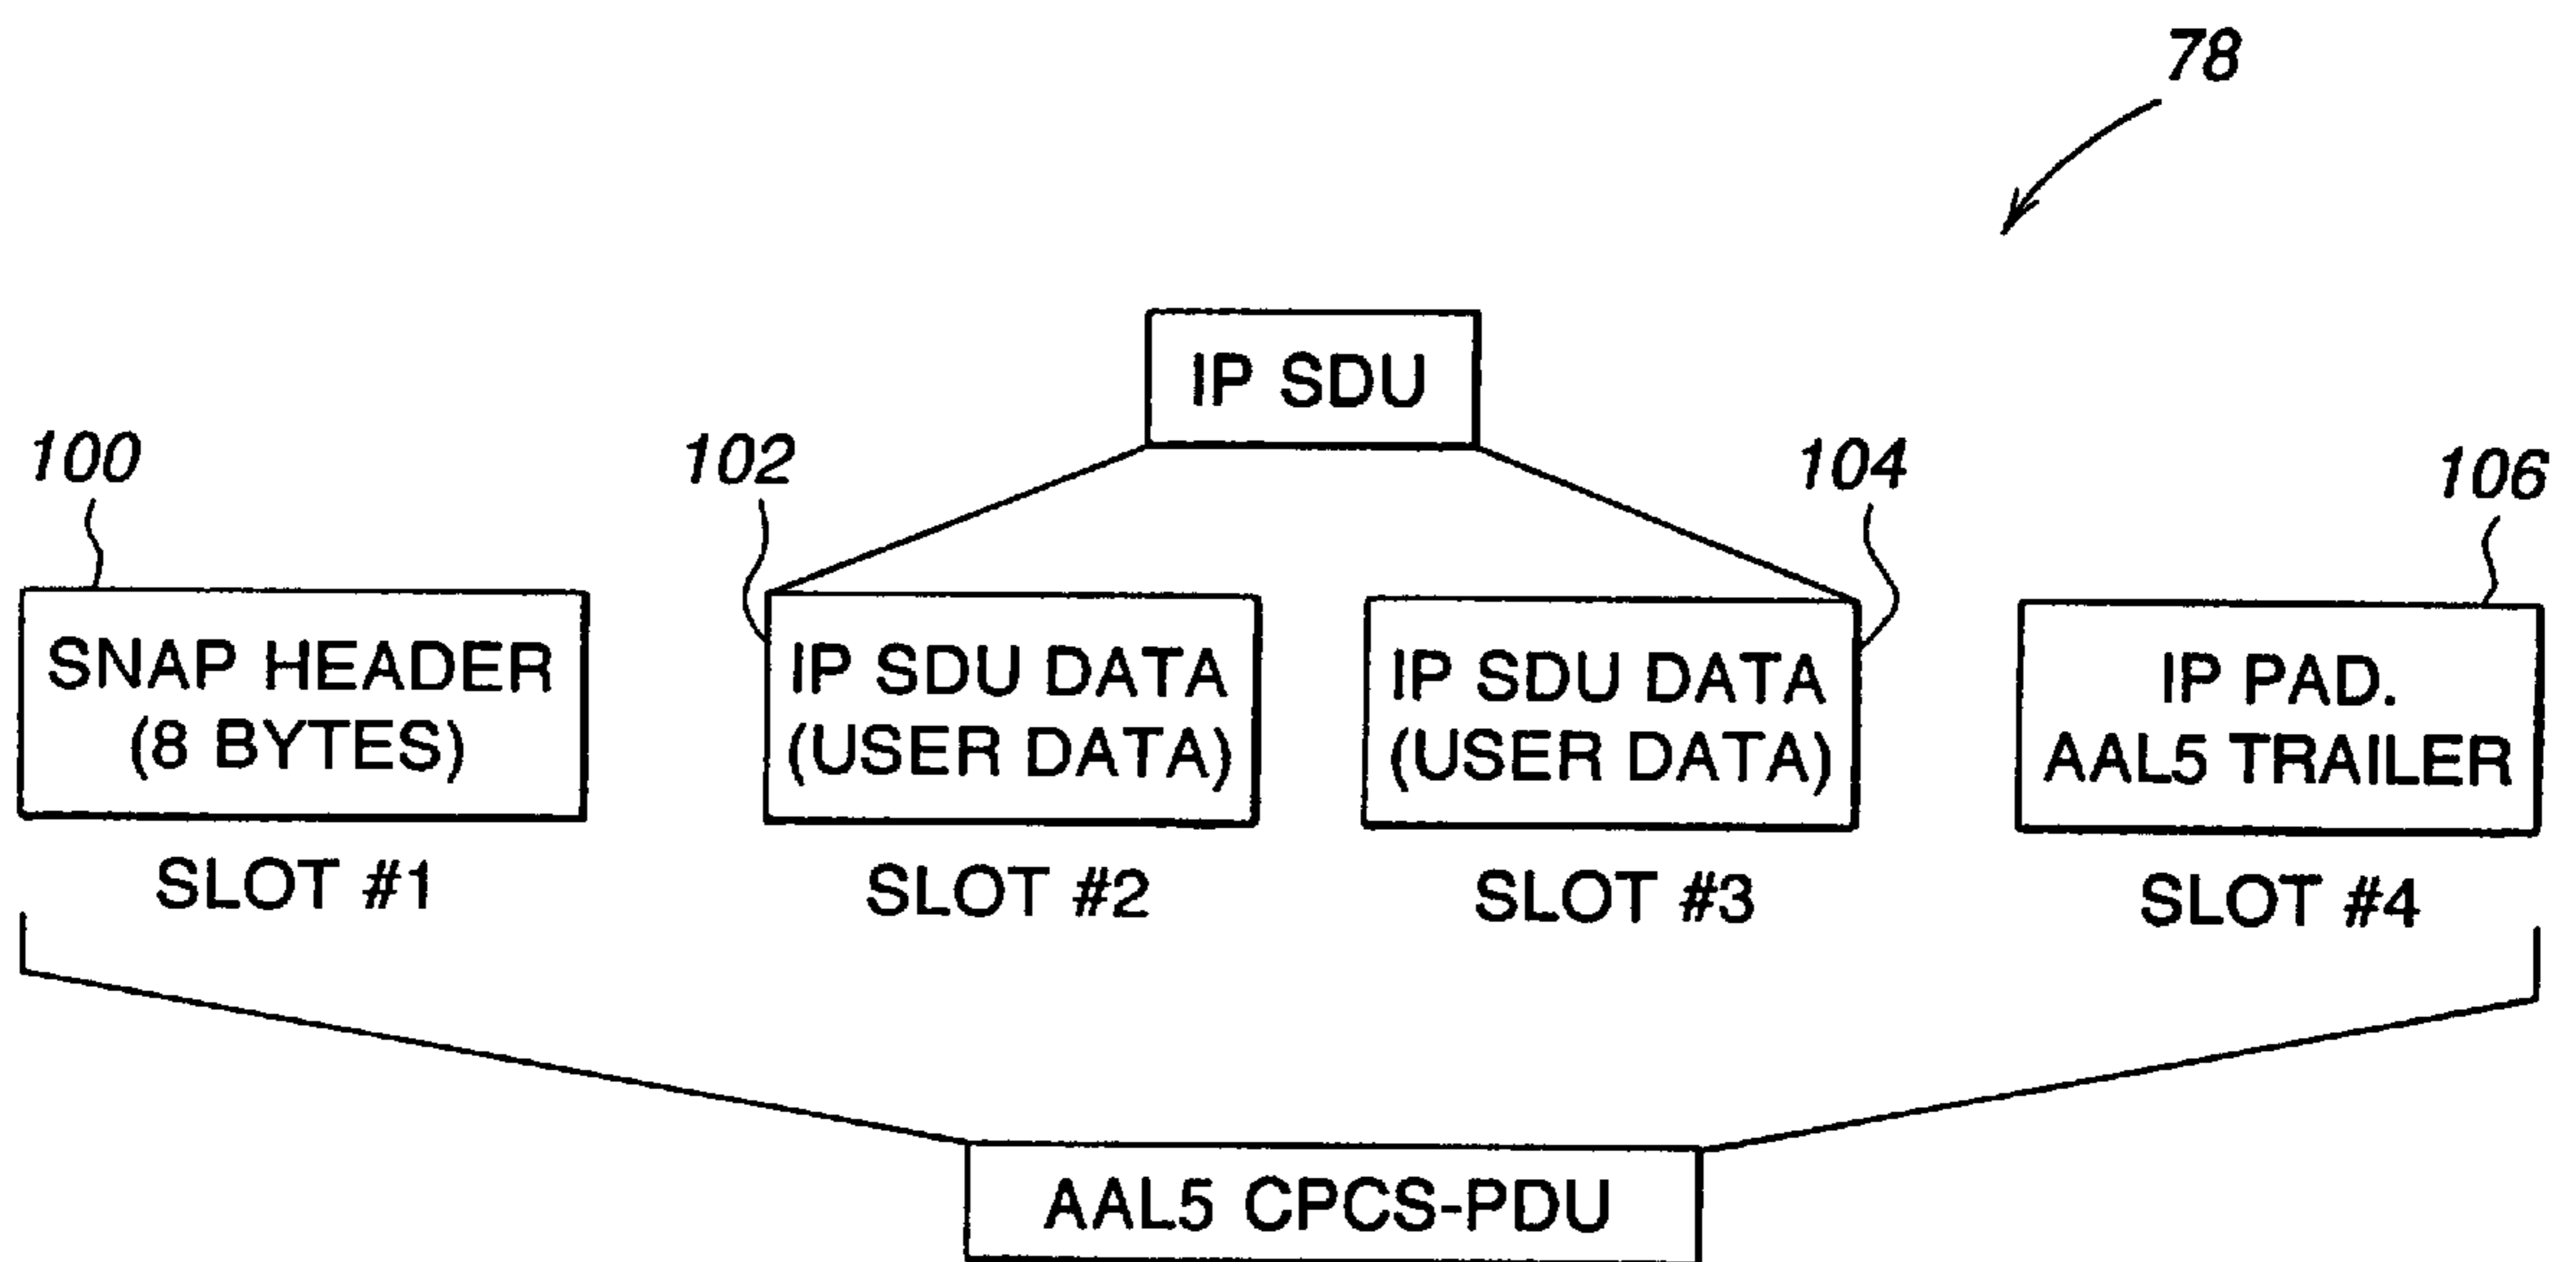 78
IP SDU
100
102
104
106
SNAP HEADER
(8 BYTES)
IP SDU DATA
(USER DATA)
IP SDU DATA
(USER DATA)
IP PAD.
AAL5 TRAILER
SLOT #1
SLOT #2
SLOT #3
SLOT #4
AAL5 CPCS-PDU